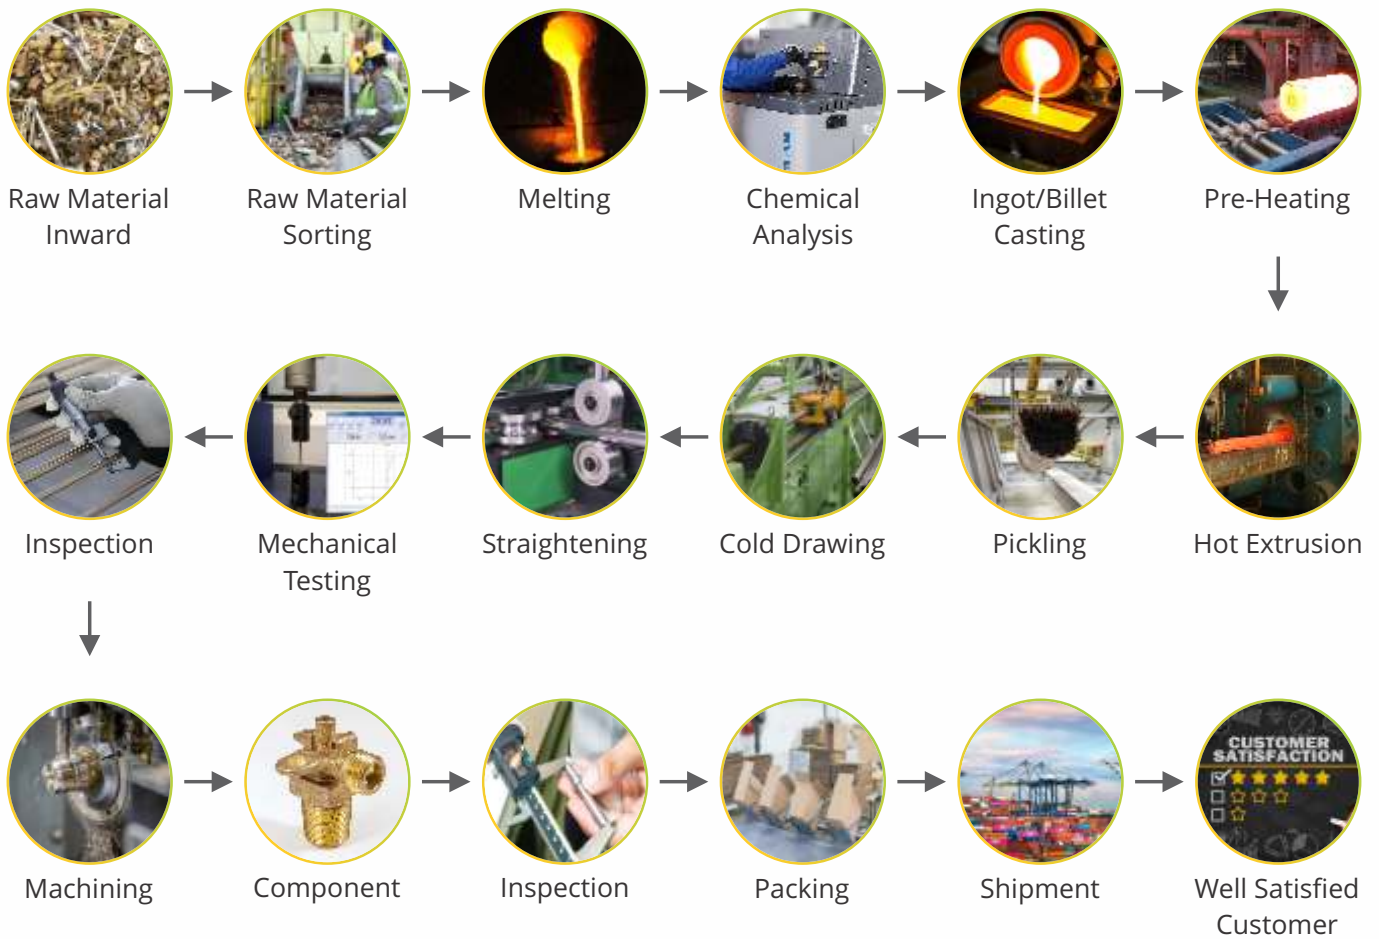 Raw Material
Inward
Raw Material
Sorting
Melting
Chemical
Analysis
Ingot/Billet
Casting
Pre-Heating
Inspection
Mechanical
Testing
Straightening
Cold Drawing
Pickling
Hot Extrusion
CUSTOMER
SATISFACTION
Machining
Component
Inspection
Packing
Shipment
Well Satisfied
Customer